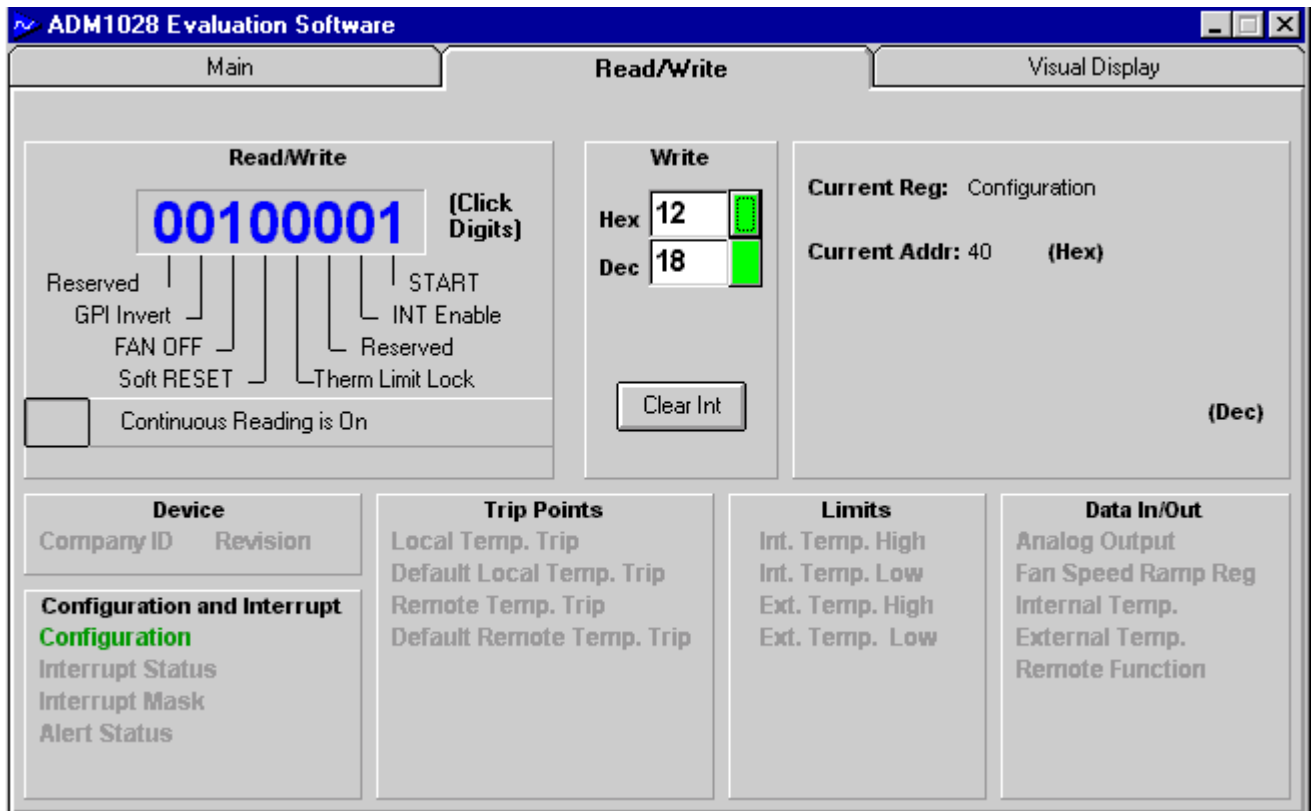 ADM1028 Evaluation Software
Main
Read/Write
Visual Display
Read/Write
00100001
(Click
Digits)
Reserved
START
GPI Invert
INT Enable
FAN OFF
Reserved
Soft RESET
Therm Limit Lock
Continuous Reading is On
Write
Hex 12
Dec 18
Clear Int
Current Reg: Configuration
Current Addr: 40 (Hex)
(Dec)
Device
Company ID Revision
Configuration and Interrupt
Configuration
Interrupt Status
Interrupt Mask
Alert Status
Trip Points
Local Temp. Trip
Default Local Temp. Trip
Remote Temp. Trip
Default Remote Temp. Trip
Limits
Int. Temp. High
Int. Temp. Low
Ext. Temp. High
Ext. Temp. Low
Data In/Out
Analog Output
Fan Speed Ramp Reg
Internal Temp.
External Temp.
Remote Function